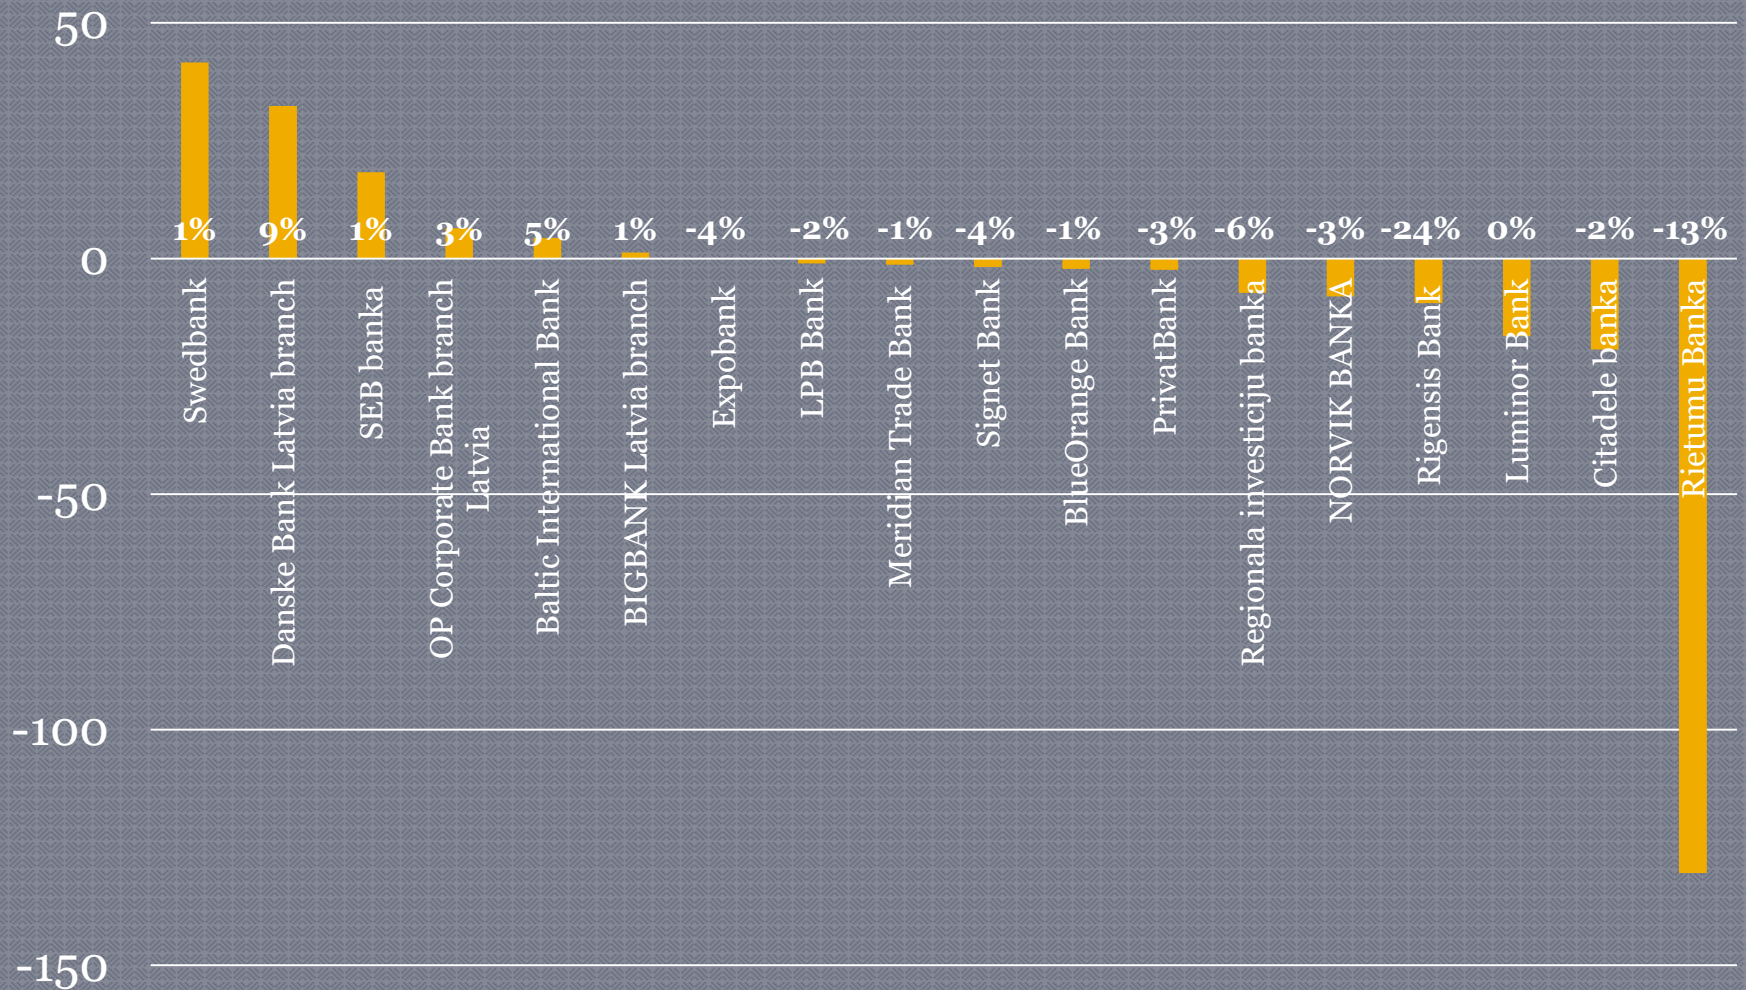 50
0
-50
-100
-150
1%
9%
1%
3%
5%
1%
-4%
-2%
-1%
-4%
-1%
-3%
-6%
-3%
-24%
0%
-2%
-13%
Swedbank
Danske Bank Latvia branch
SEB banka
OP Corporate Bank branch
Latvia
Baltic International Bank
BIGBANK Latvia branch
Expobank
LPB Bank
Meridian Trade Bank
Signet Bank
BlueOrange Bank
PrivatBank
Regionala investiciju banka
NORVIK BANKA
Rigensis Bank
Luminor Bank
Citadele banka
Rietumu Banka